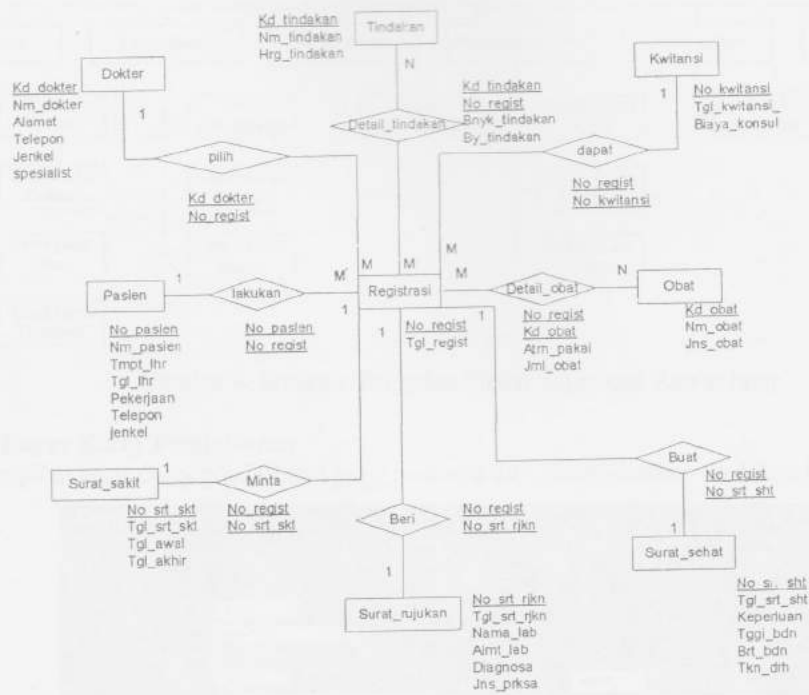 Kd_tindakan
Nm_tindakan
Hrg_tindakan
Tindakan
N
Dokter
Kd_dokter
Nm_dokter
Alamat
Telepon
Jenkel
spesialist
1
pilih
Kd_dokter
No_regist
Detail_tindakan
Kd_tindakan
No_regist
Bnyk_tindakan
By_tindakan
Kwitansi
1
No_kwitansi
Tgl_kwitansi_
Biaya_konsul
dapat
No_regist
No_kwitansi
M
M
M
M
M
Pasien
1
lakukan
No_pasien
Nm_pasien
Tmpt_lhr
Tgl_lhr
Pekerjaan
Telepon
jenkel
No_pasien
No_regist
Registrasi
No_regist
Tgl_regist
1
1
1
Detail_obat
N
Obat
No_regist
Kd_obat
Atrn_pakai
Jml_obat
Kd_obat
Nm_obat
Jns_obat
Surat_sakit
1
Minta
No_srt_skt
Tgl_srt_skt
Tgl_awal
Tgl_akhir
No_regist
No_srt_skt
Beri
No_regist
No_srt_rjkn
1
Surat_rujukan
No_srt_rjkn
Tgl_srt_rjkn
Nama_lab
Almt_lab
Diagnosa
Jns_prksa
Buat
No_regist
No_srt_sht
1
Surat_sehat
Tgl_srt_sht
Keperluan
Tggi_bdn
Brt_bdn
Tkn_drh